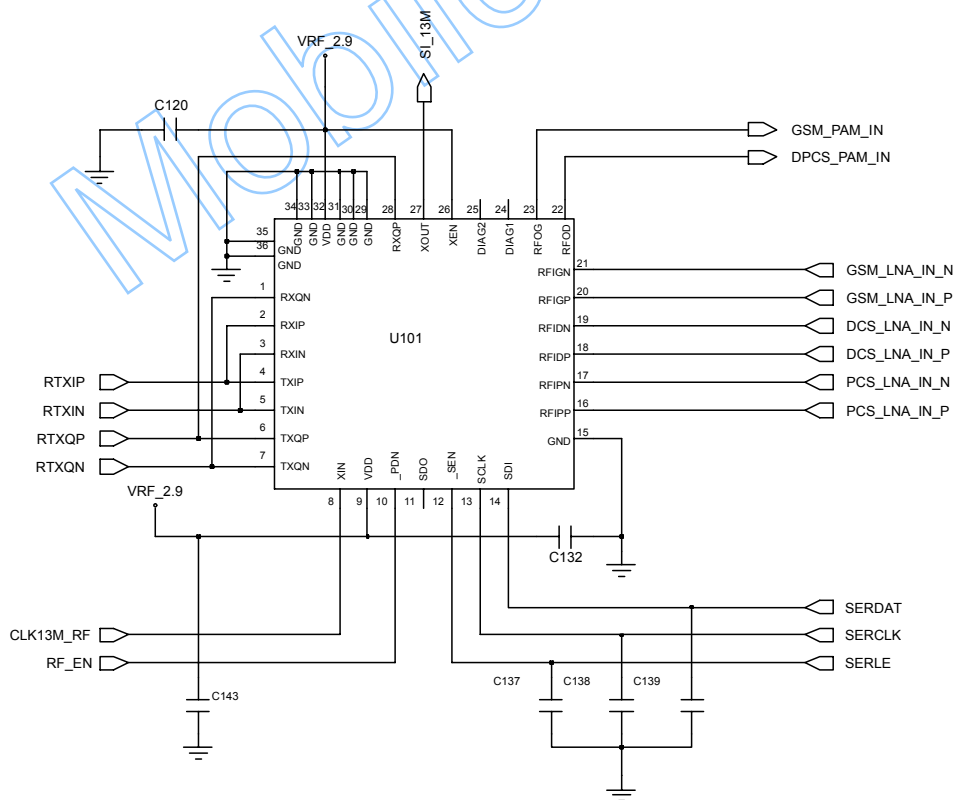 SI_13M
VRF_2.9
C120
GSM_PAM_IN
DPCS_PAM_IN
34 33 32 31 30 29 28 27 26 25 24 23 22
GND GND VDD GND GND GND RXQP XOUT XEN DIAG2 DIAG1 RFOG RFOD
35 GND
36 GND
1 RXQN
2 RXIP
3 RXIN
4 TXIP
5 TXIN
6 TXQP
7 TXQN
U101
RFIGN 21 GSM_LNA_IN_N
RFIGP 20 GSM_LNA_IN_P
RFIDN 19 DCS_LNA_IN_N
RFIDP 18 DCS_LNA_IN_P
RFIPN 17 PCS_LNA_IN_N
RFIPP 16 PCS_LNA_IN_P
GND 15
RTXIP
RTXIN
RTXQP
RTXQN
XIN VDD _PDN SDO _SEN SCLK SDI
8 9 10 11 12 13 14
VRF_2.9
C132
CLK13M_RF
RF_EN
SERDAT
SERCLK
SERLE
C143
C137 C138 C139